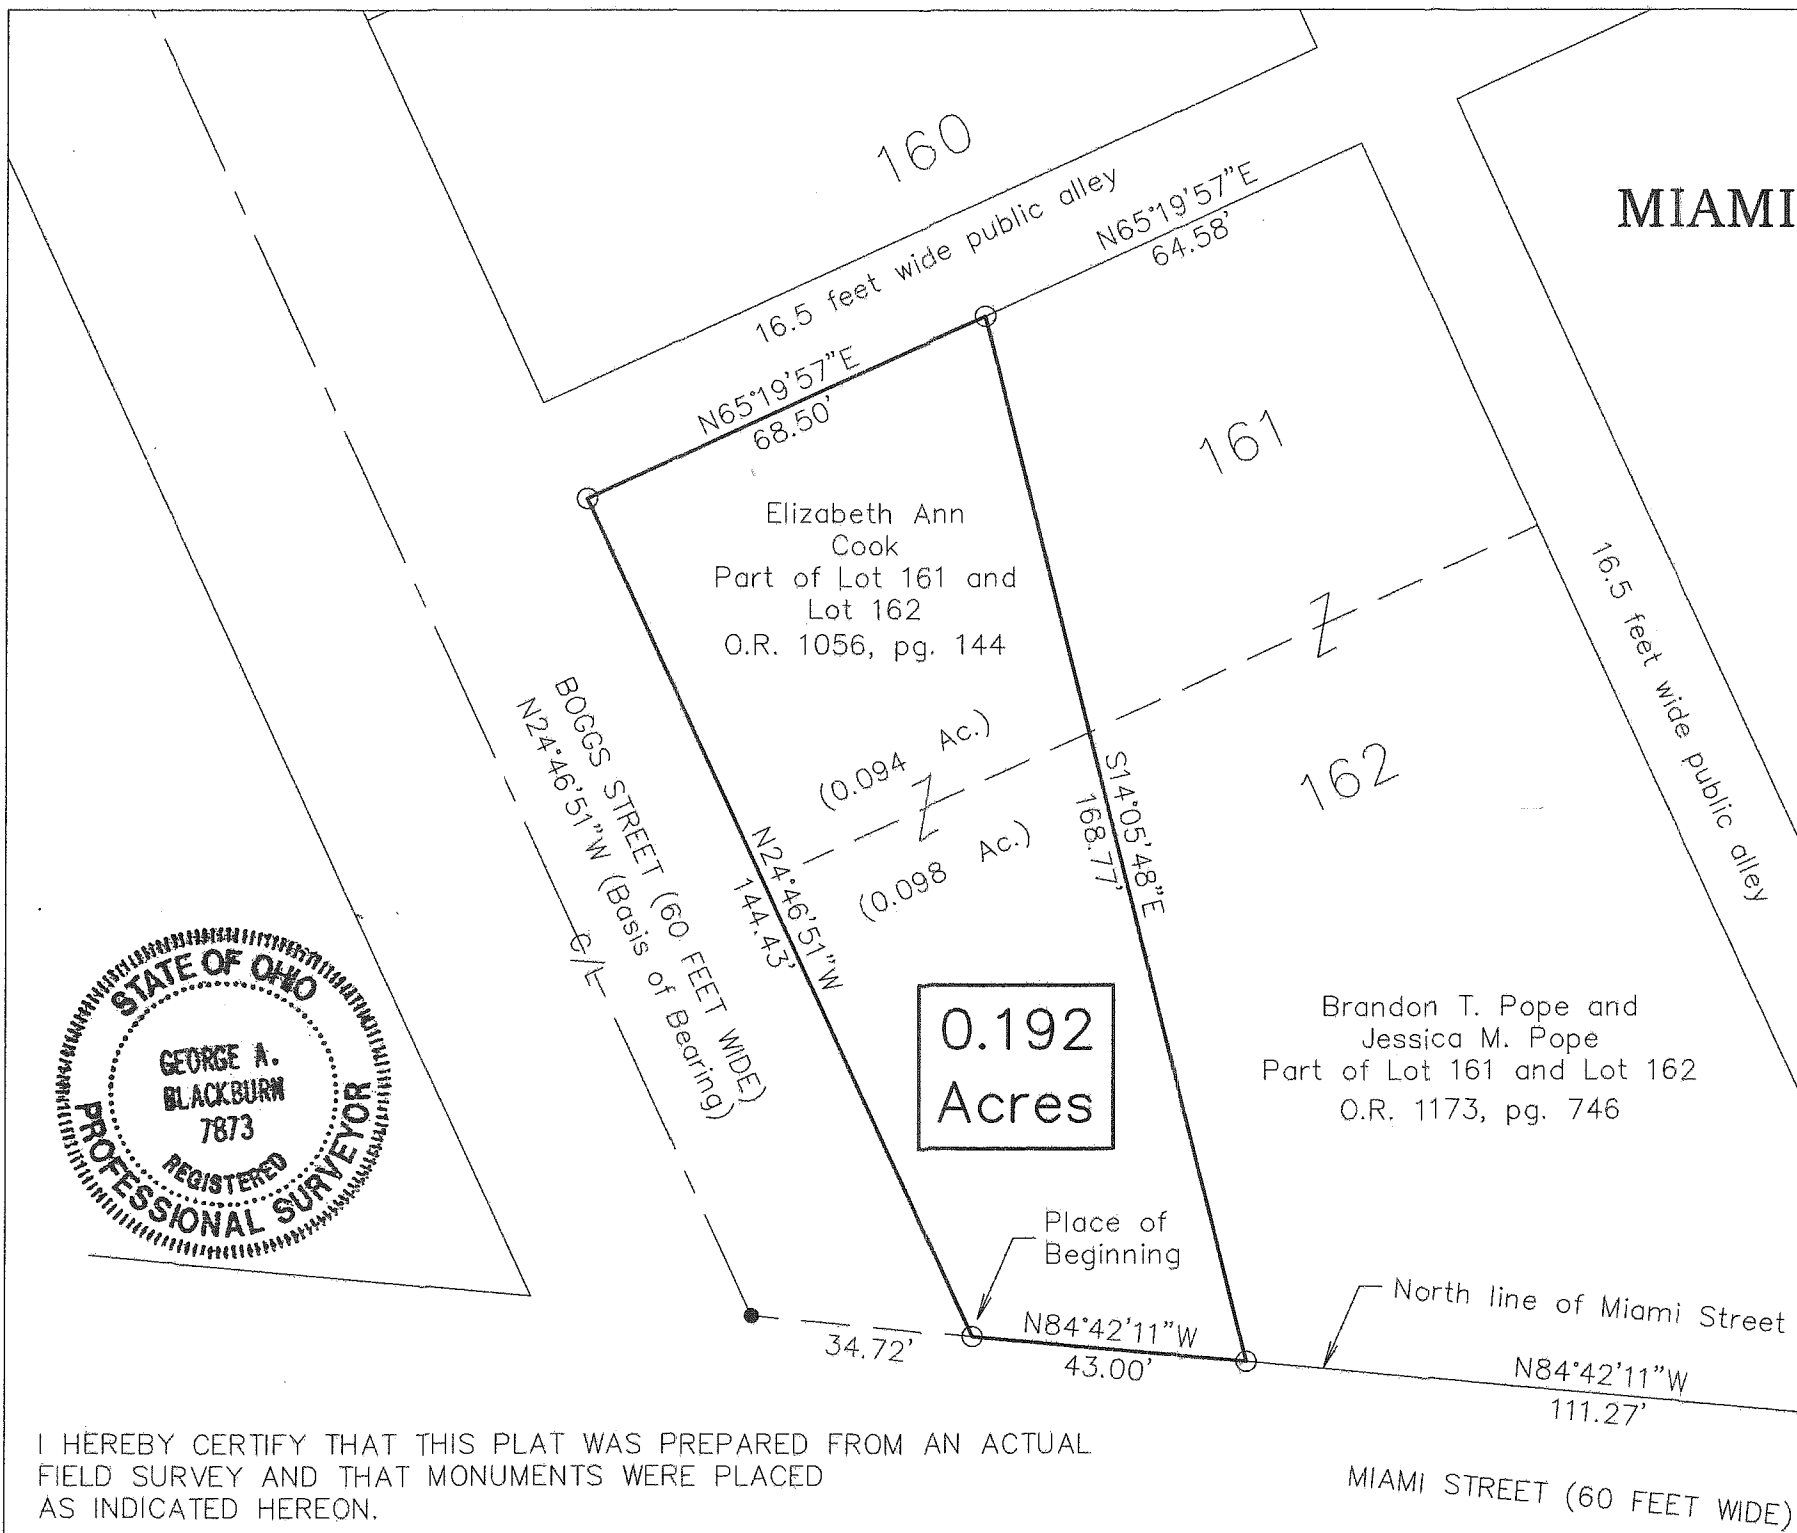 160
MIAMI
16.5 feet wide public alley
N65°19'57"E
64.58'
N65°19'57"E
68.50'
161
Elizabeth Ann
Cook
Part of Lot 161 and
Lot 162
O.R. 1056, pg. 144
16.5 feet wide public alley
BOGGS STREET (60 FEET WIDE)
N24°46'51"W (Basis of Bearing)
C/L
(0.094 Ac.)
(0.098 Ac.)
N24°46'51"W
144.43'
S14°05'48"E
168.77'
162
0.192
Acres
Brandon T. Pope and
Jessica M. Pope
Part of Lot 161 and Lot 162
O.R. 1173, pg. 746
STATE OF OHIO
GEORGE A.
BLACKBURN
7873
REGISTERED
PROFESSIONAL SURVEYOR
Place of
Beginning
34.72'
N84°42'11"W
43.00'
North line of Miami Street
N84°42'11"W
111.27'
I HEREBY CERTIFY THAT THIS PLAT WAS PREPARED FROM AN ACTUAL
FIELD SURVEY AND THAT MONUMENTS WERE PLACED
AS INDICATED HEREON.
MIAMI STREET (60 FEET WIDE)